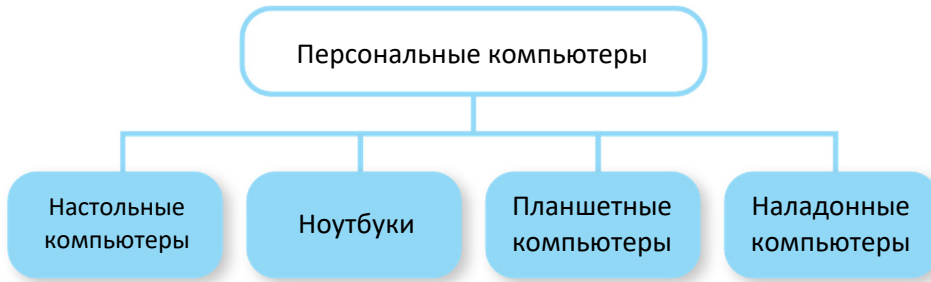 Персональные компьютеры
Настольные
компьютеры
Ноутбуки
Планшетные
компьютеры
Наладонные
компьютеры